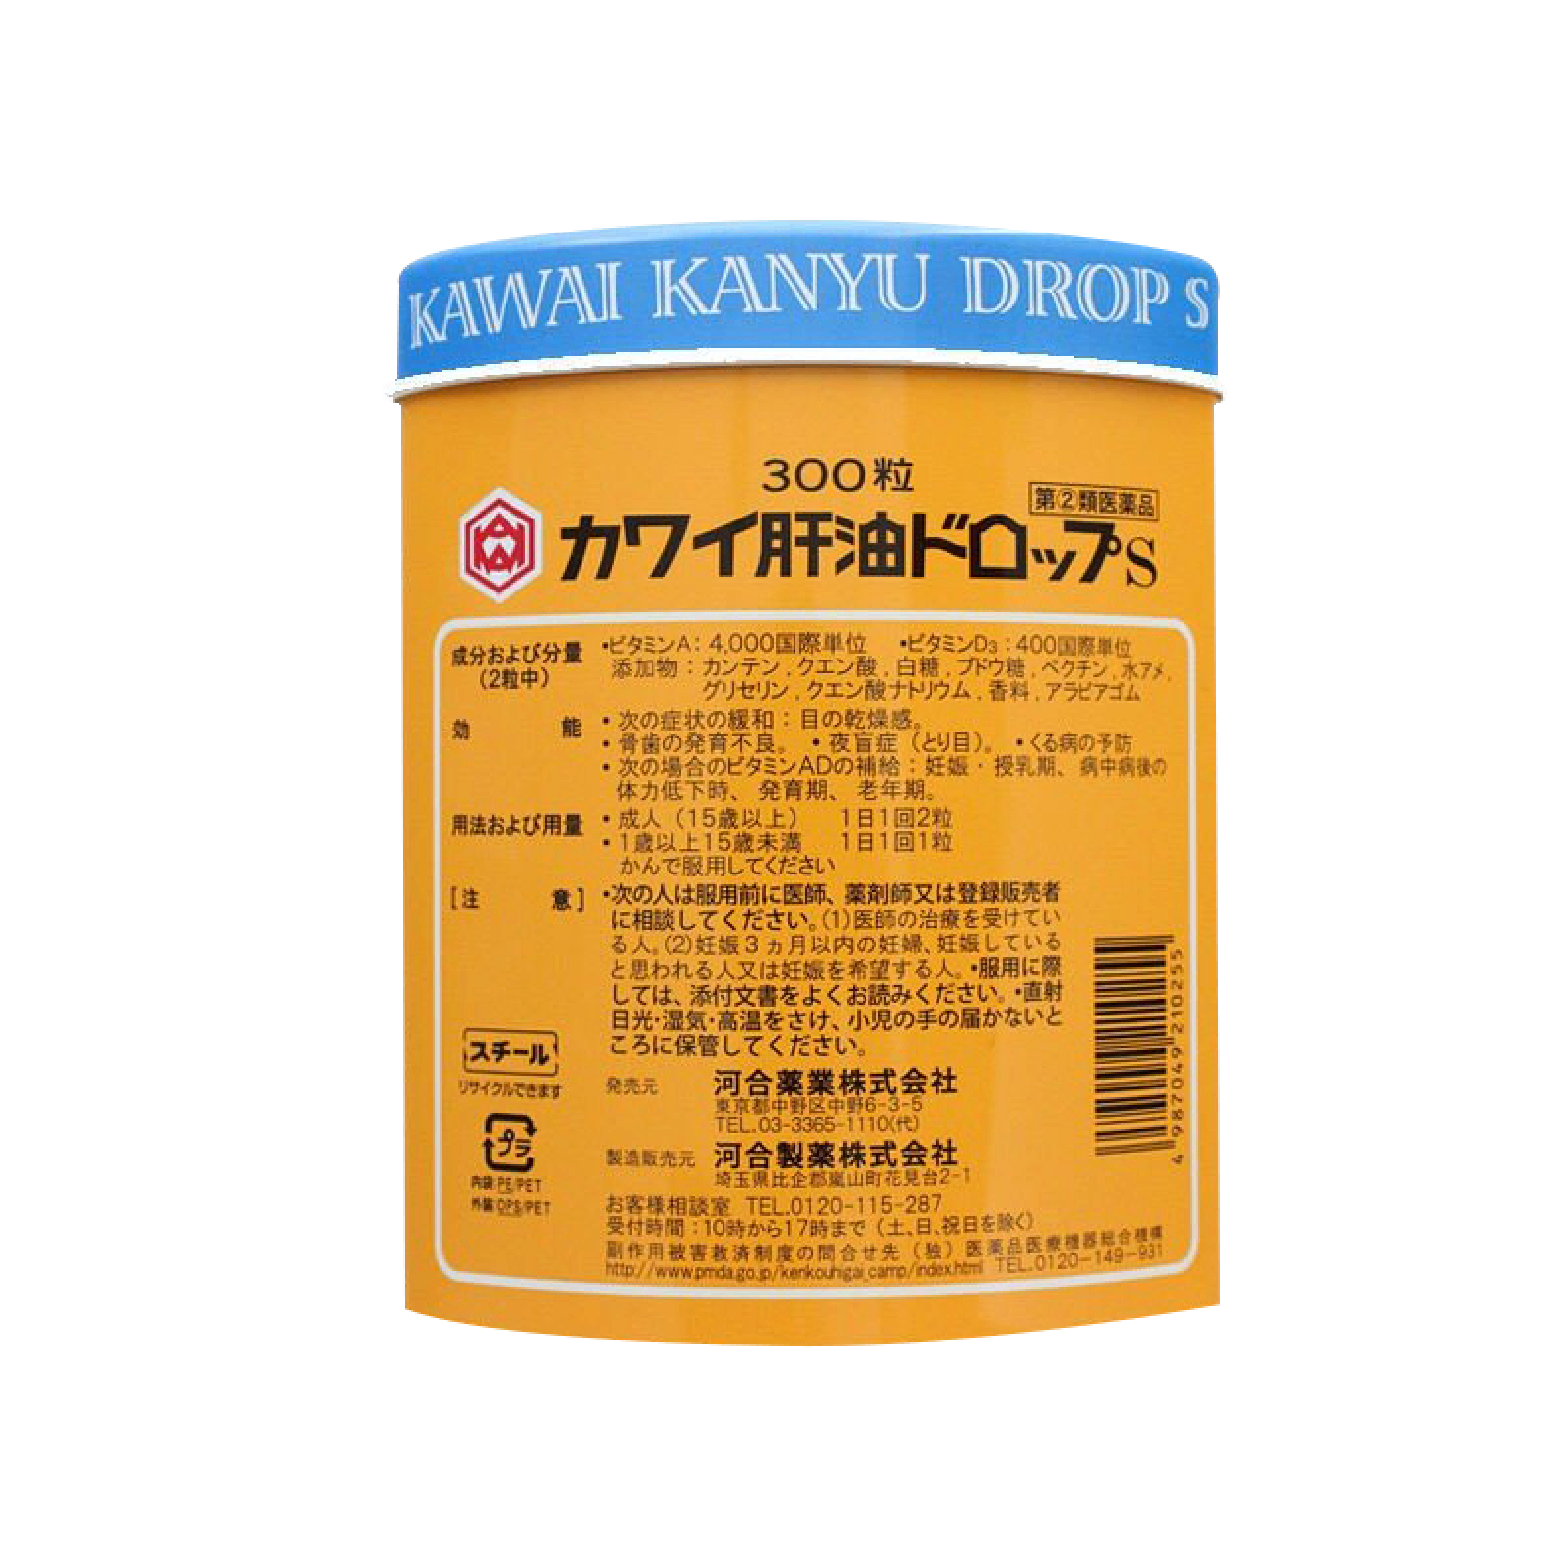 KAWAI KANYU DROP S
300粒
第②類医薬品
カワイ肝油ドロップS
成分および分量
(2粒中)
•ビタミンA：4,000国際単位 •ビタミンD3：400国際単位
添加物：カンテン，クエン酸，白糖，ブドウ糖，ペクチン，水アメ，
グリセリン，クエン酸ナトリウム，香料，アラビアゴム
効能
• 次の症状の緩和：目の乾燥感。
• 骨歯の発育不良。 • 夜盲症（とり目）。 • くる病の予防
• 次の場合のビタミンADの補給：妊娠・授乳期、病中病後の
体力低下時、発育期、老年期。
用法および用量
• 成人（15歳以上） 1日1回2粒
• 1歳以上15歳未満 1日1回1粒
かんで服用してください
[注意]
•次の人は服用前に医師、薬剤師又は登録販売者
に相談してください。(1)医師の治療を受けてい
る人。(2)妊娠3ヵ月以内の妊婦、妊娠している
と思われる人又は妊娠を希望する人。•服用に際
しては、添付文書をよくお読みください。•直射
日光・湿気・高温をさけ、小児の手の届かないと
ころに保管してください。
スチール
リサイクルできます
プラ
内袋:PE/PET
外装:OPS/PET
発売元 河合薬業株式会社
東京都中野区中野6-3-5
TEL.03-3365-1110(代)
製造販売元 河合製薬株式会社
埼玉県比企郡嵐山町花見台2-1
お客様相談室 TEL.0120-115-287
受付時間：10時から17時まで（土、日、祝日を除く）
副作用被害救済制度の問合せ先（独）医薬品医療機器総合機構
http://www.pmda.go.jp/kenkouhigai_camp/index.html TEL.0120-149-931
4987049210255